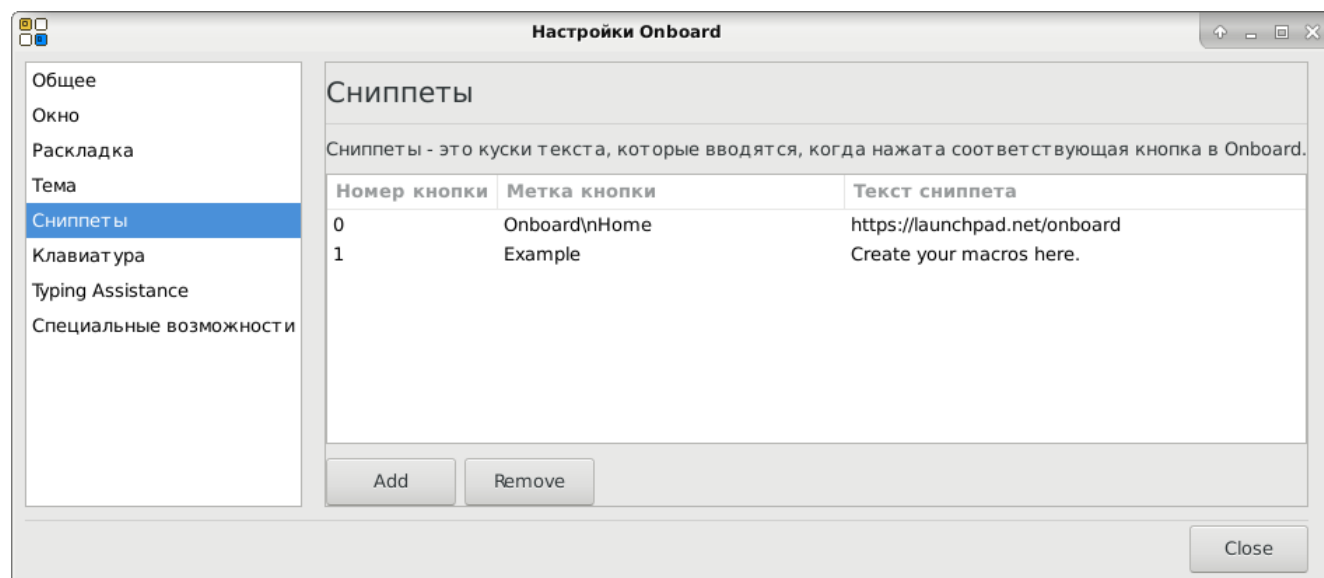 Настройки Onboard
Общее
Окно
Раскладка
Тема
Сниппеты
Клавиатура
Typing Assistance
Специальные возможности
Сниппеты
Сниппеты - это куски текста, которые вводятся, когда нажата соответствующая кнопка в Onboard.
Номер кнопки Метка кнопки Текст сниппета
0 Onboard\nHome https://launchpad.net/onboard
1 Example Create your macros here.
Add Remove
Close